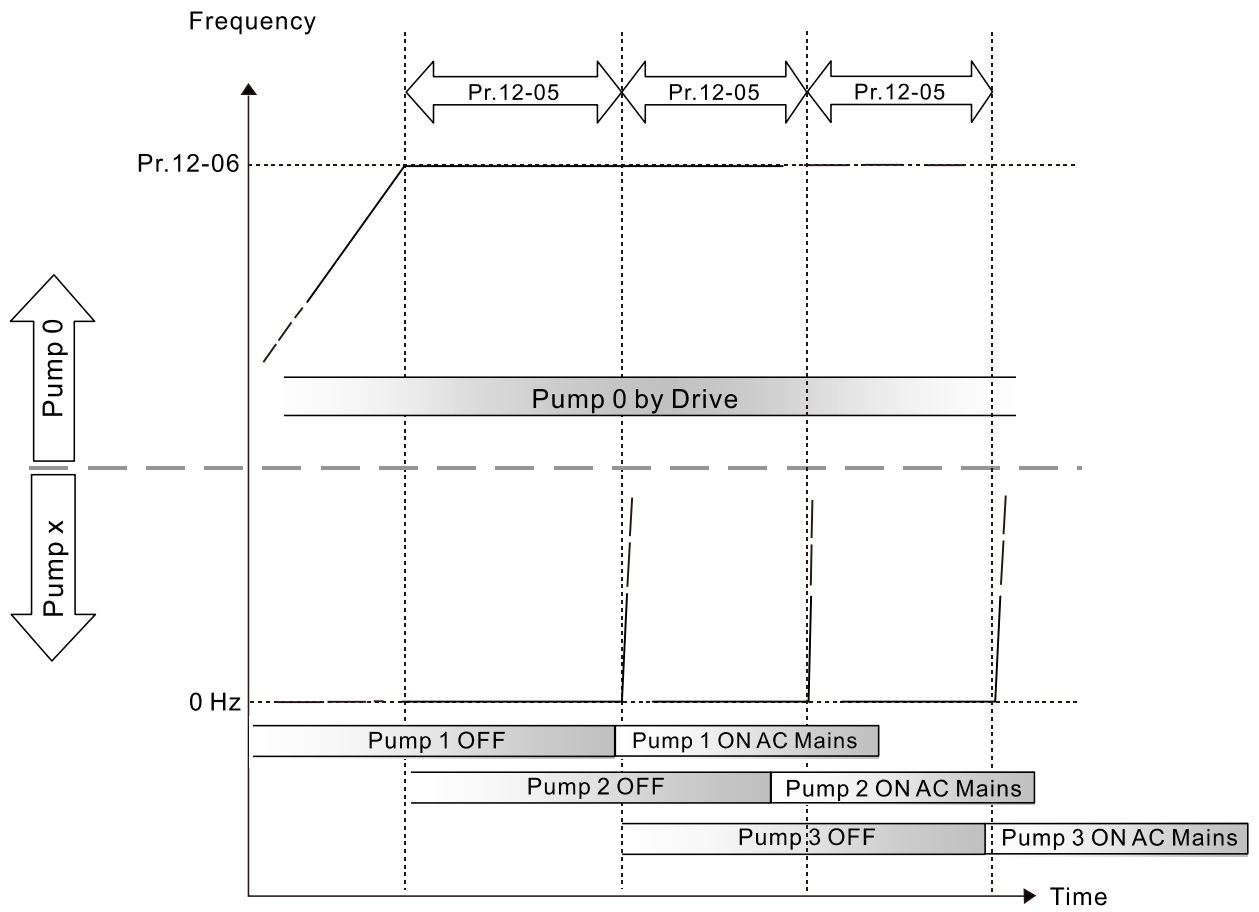 Frequency
Pr.12-05
Pr.12-05
Pr.12-05
Pr.12-06
Pump 0
Pump 0 by Drive
Pump x
0 Hz
Pump 1 OFF
Pump 1 ON AC Mains
Pump 2 OFF
Pump 2 ON AC Mains
Pump 3 OFF
Pump 3 ON AC Mains
Time